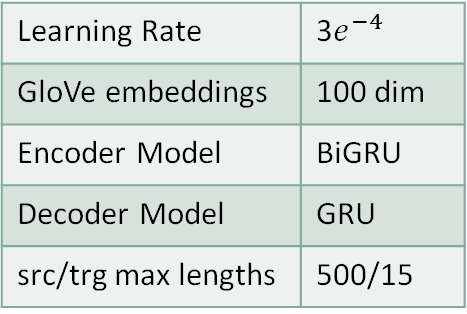 Learning Rate 3e⁻⁴
GloVe embeddings 100 dim
Encoder Model BiGRU
Decoder Model GRU
src/trg max lengths 500/15